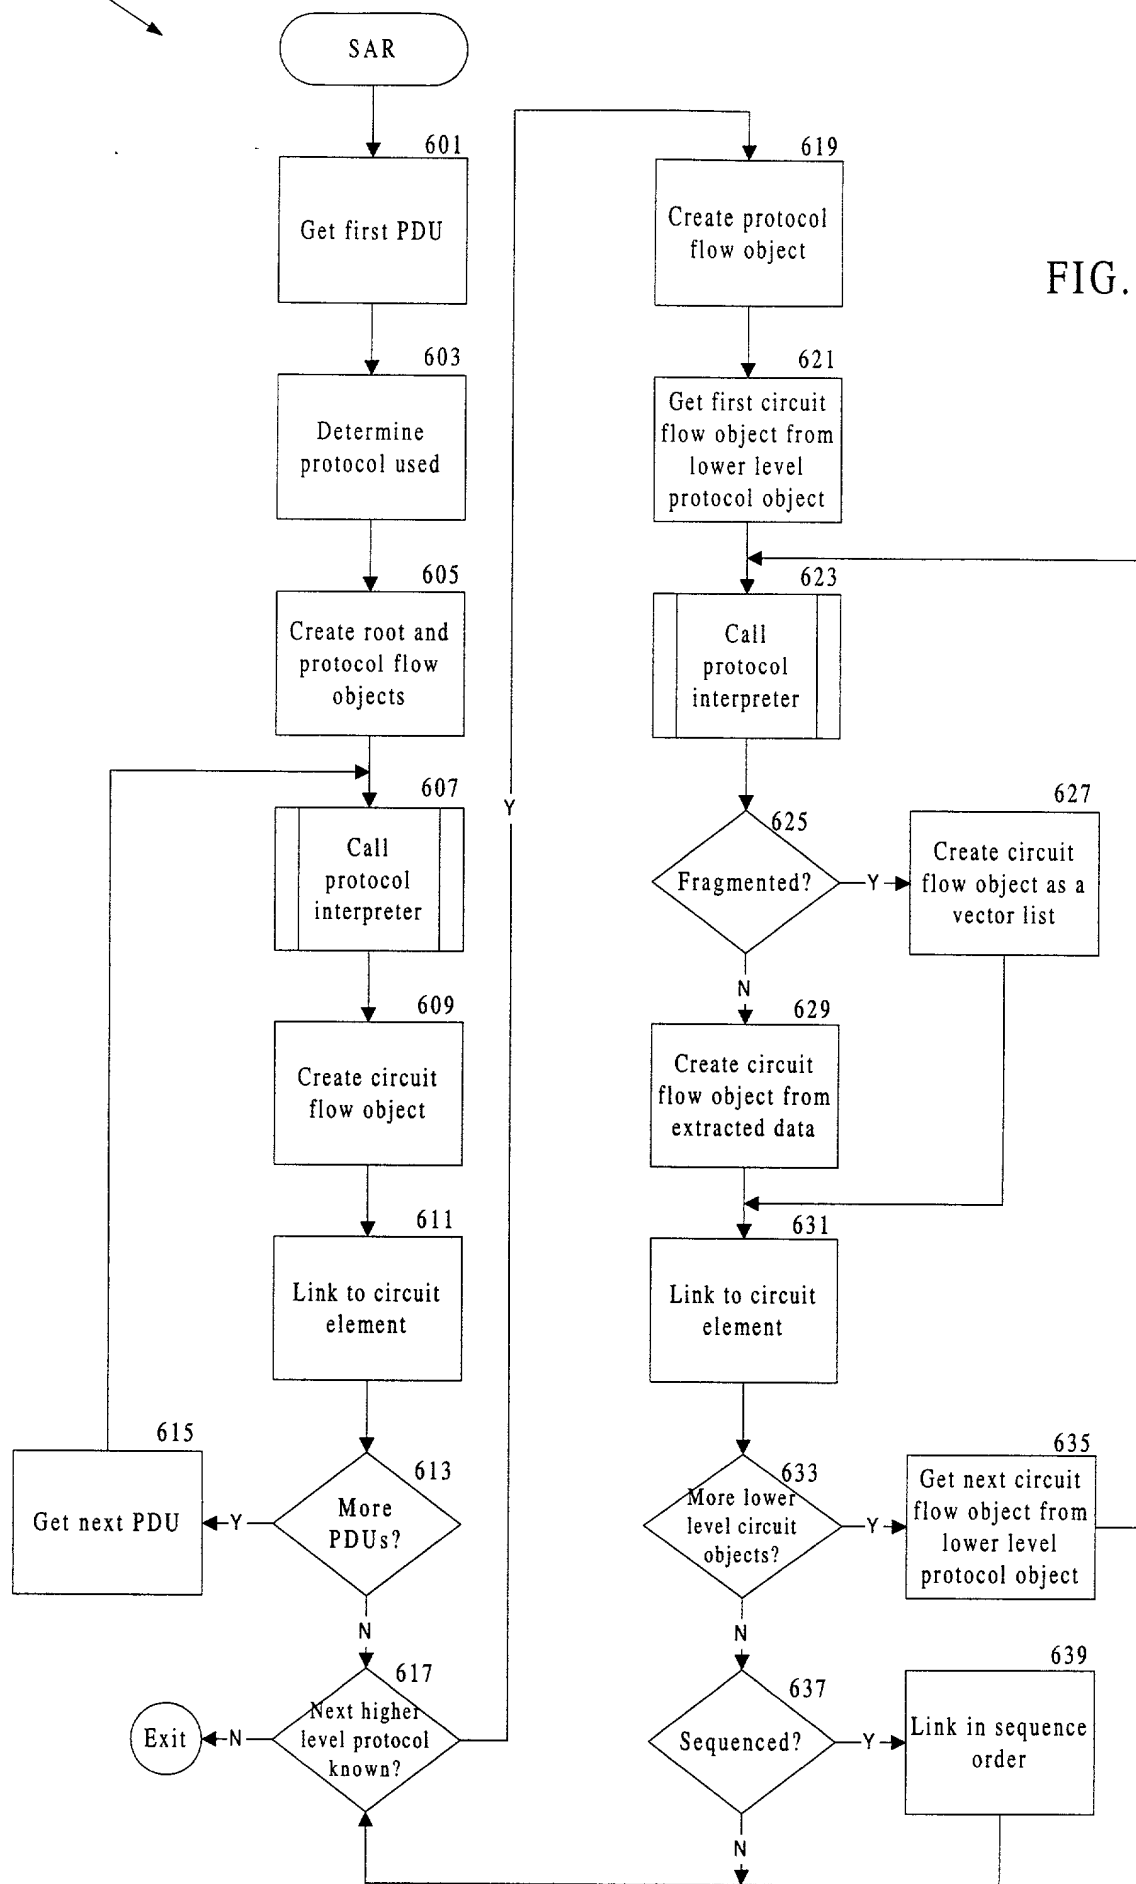 SAR
601
Get first PDU
603
Determine
protocol used
605
Create root and
protocol flow
objects
607
Call
protocol
interpreter
609
Create circuit
flow object
611
Link to circuit
element
613
More
PDUs?
Y
615
Get next PDU
N
617
Next higher
level protocol
known?
N
Exit
Y
619
Create protocol
flow object
FIG.
621
Get first circuit
flow object from
lower level
protocol object
623
Call
protocol
interpreter
625
Fragmented?
Y
627
Create circuit
flow object as a
vector list
N
629
Create circuit
flow object from
extracted data
631
Link to circuit
element
633
More lower
level circuit
objects?
Y
635
Get next circuit
flow object from
lower level
protocol object
N
637
Sequenced?
Y
639
Link in sequence
order
N